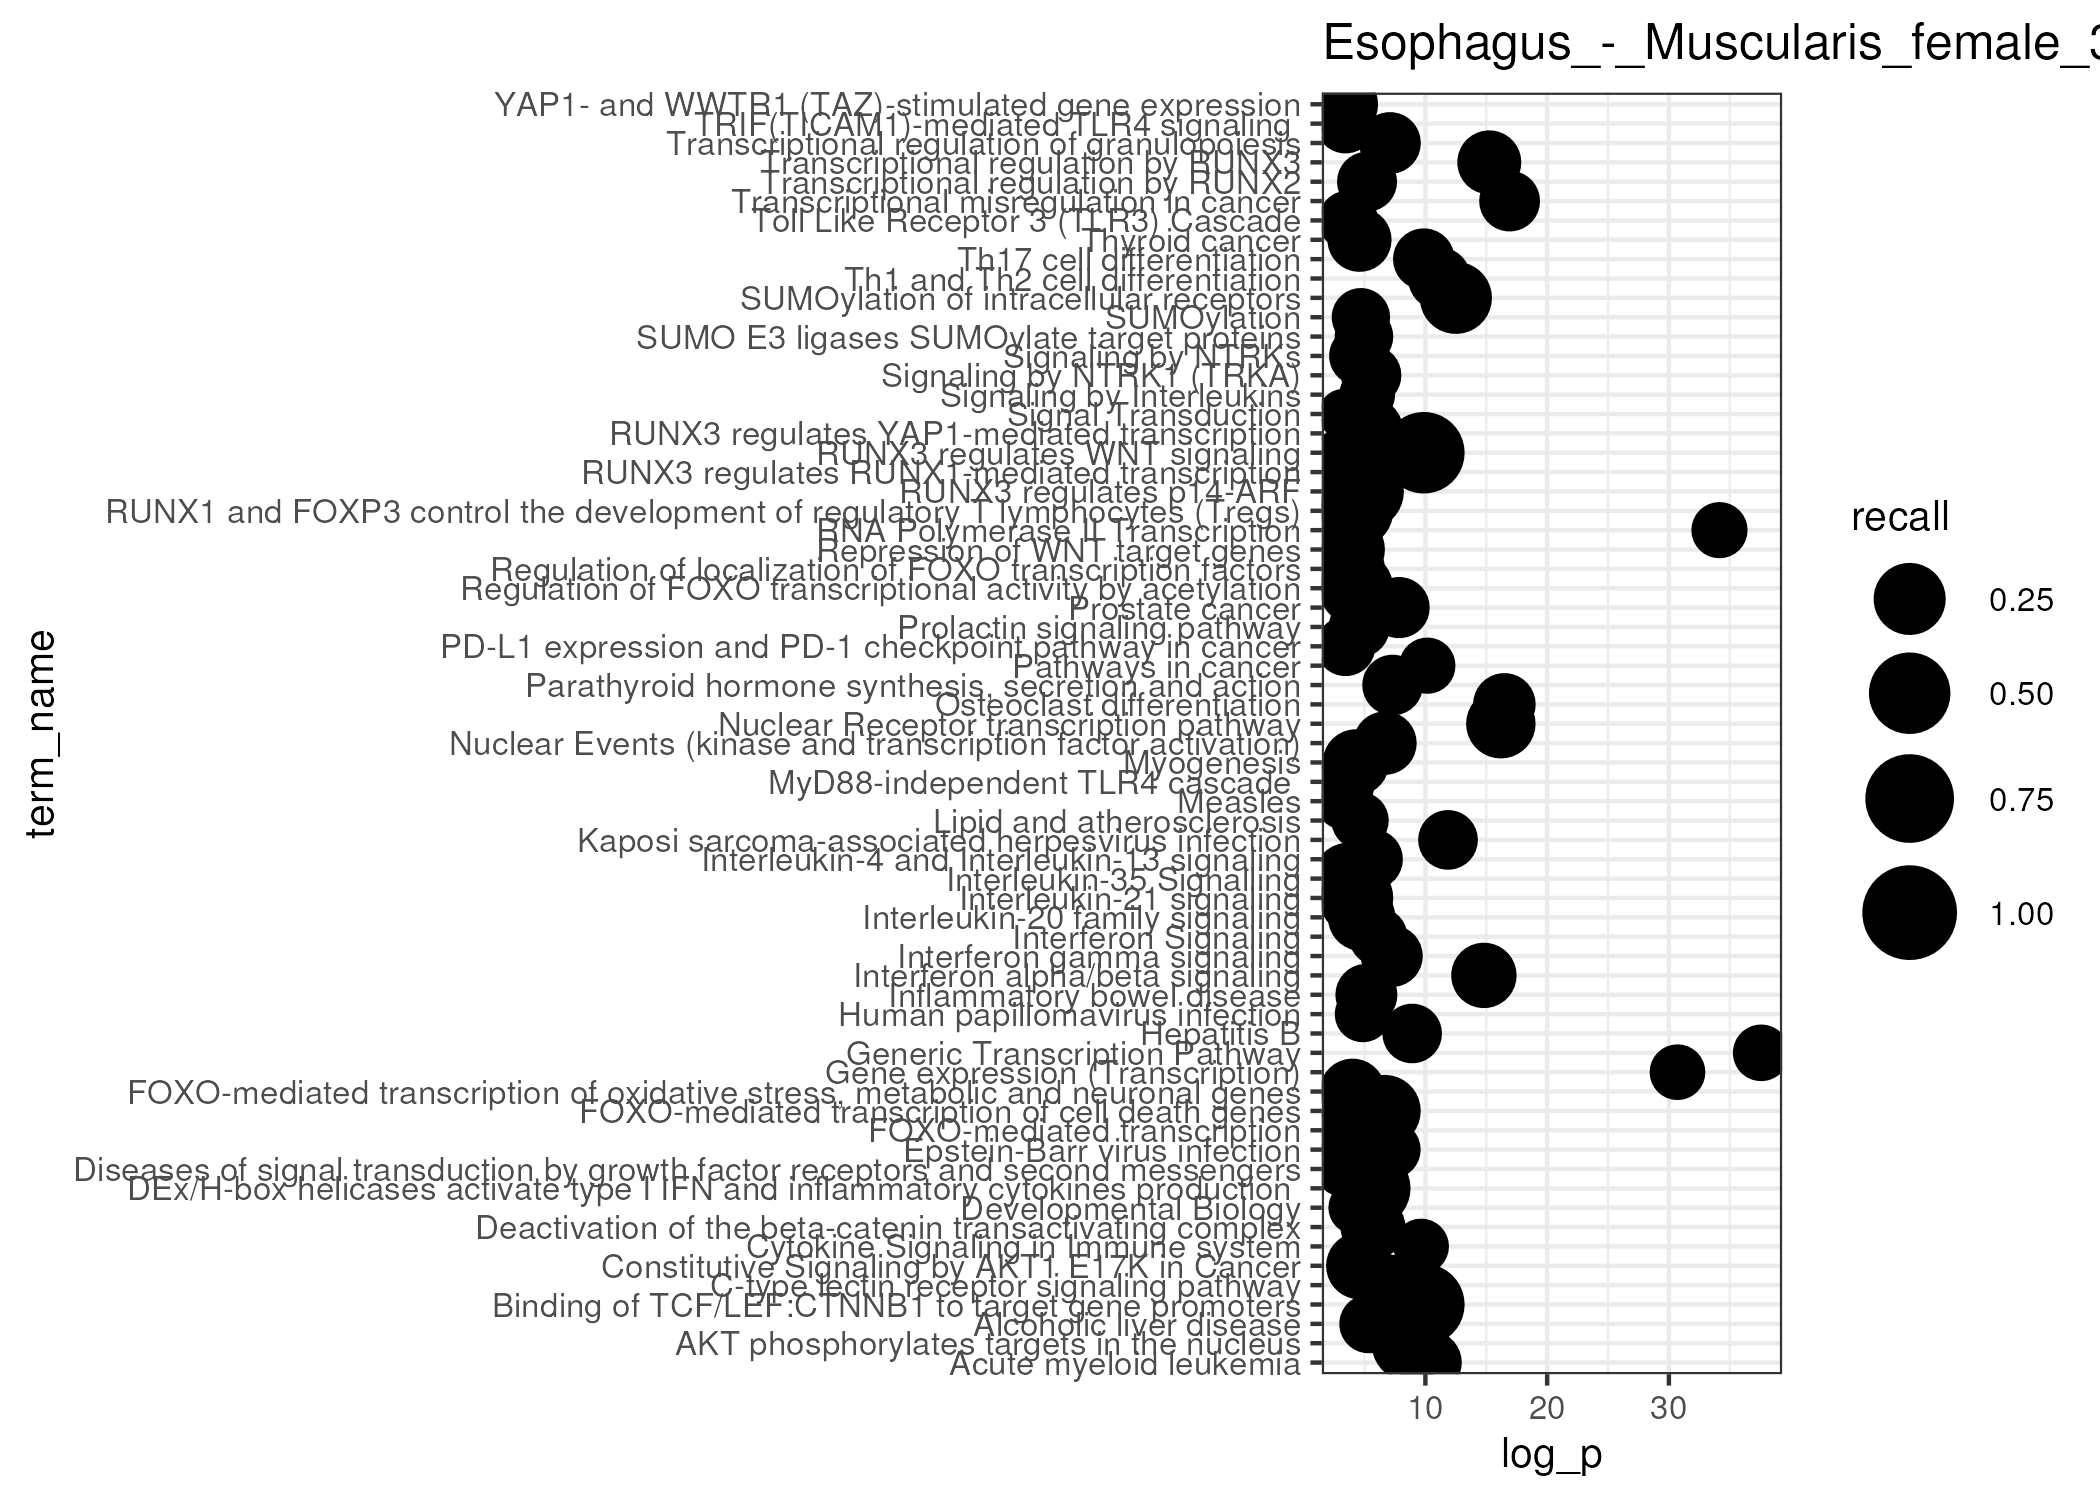 Esophagus_-_Muscularis_female_3
YAP1- and WWTR1 (TAZ)-stimulated gene expression
TRIF(TICAM1)-mediated TLR4 signaling
Transcriptional regulation of granulopoiesis
Transcriptional regulation by RUNX3
Transcriptional regulation by RUNX2
Transcriptional misregulation in cancer
Toll Like Receptor 3 (TLR3) Cascade
Thyroid cancer
Th17 cell differentiation
Th1 and Th2 cell differentiation
SUMOylation of intracellular receptors
SUMOylation
SUMO E3 ligases SUMOylate target proteins
Signaling by NTRKs
Signaling by NTRK1 (TRKA)
Signaling by Interleukins
Signal Transduction
RUNX3 regulates YAP1-mediated transcription
RUNX3 regulates WNT signaling
RUNX3 regulates RUNX1-mediated transcription
RUNX3 regulates p14-ARF
RUNX1 and FOXP3 control the development of regulatory T lymphocytes (Tregs)
RNA Polymerase II Transcription
Repression of WNT target genes
Regulation of localization of FOXO transcription factors
Regulation of FOXO transcriptional activity by acetylation
Prostate cancer
Prolactin signaling pathway
PD-L1 expression and PD-1 checkpoint pathway in cancer
Pathways in cancer
Parathyroid hormone synthesis, secretion and action
Osteoclast differentiation
Nuclear Receptor transcription pathway
Nuclear Events (kinase and transcription factor activation)
Myogenesis
MyD88-independent TLR4 cascade
Measles
Lipid and atherosclerosis
Kaposi sarcoma-associated herpesvirus infection
Interleukin-4 and Interleukin-13 signaling
Interleukin-35 Signalling
Interleukin-21 signaling
Interleukin-20 family signaling
Interferon Signaling
Interferon gamma signaling
Interferon alpha/beta signaling
Inflammatory bowel disease
Human papillomavirus infection
Hepatitis B
Generic Transcription Pathway
Gene expression (Transcription)
FOXO-mediated transcription of oxidative stress, metabolic and neuronal genes
FOXO-mediated transcription of cell death genes
FOXO-mediated transcription
Epstein-Barr virus infection
Diseases of signal transduction by growth factor receptors and second messengers
DEx/H-box helicases activate type I IFN and inflammatory cytokines production
Developmental Biology
Deactivation of the beta-catenin transactivating complex
Cytokine Signaling in Immune system
Constitutive Signaling by AKT1 E17K in Cancer
C-type lectin receptor signaling pathway
Binding of TCF/LEF:CTNNB1 to target gene promoters
Alcoholic liver disease
AKT phosphorylates targets in the nucleus
Acute myeloid leukemia
term_name
10 20 30
log_p
recall
0.25
0.50
0.75
1.00